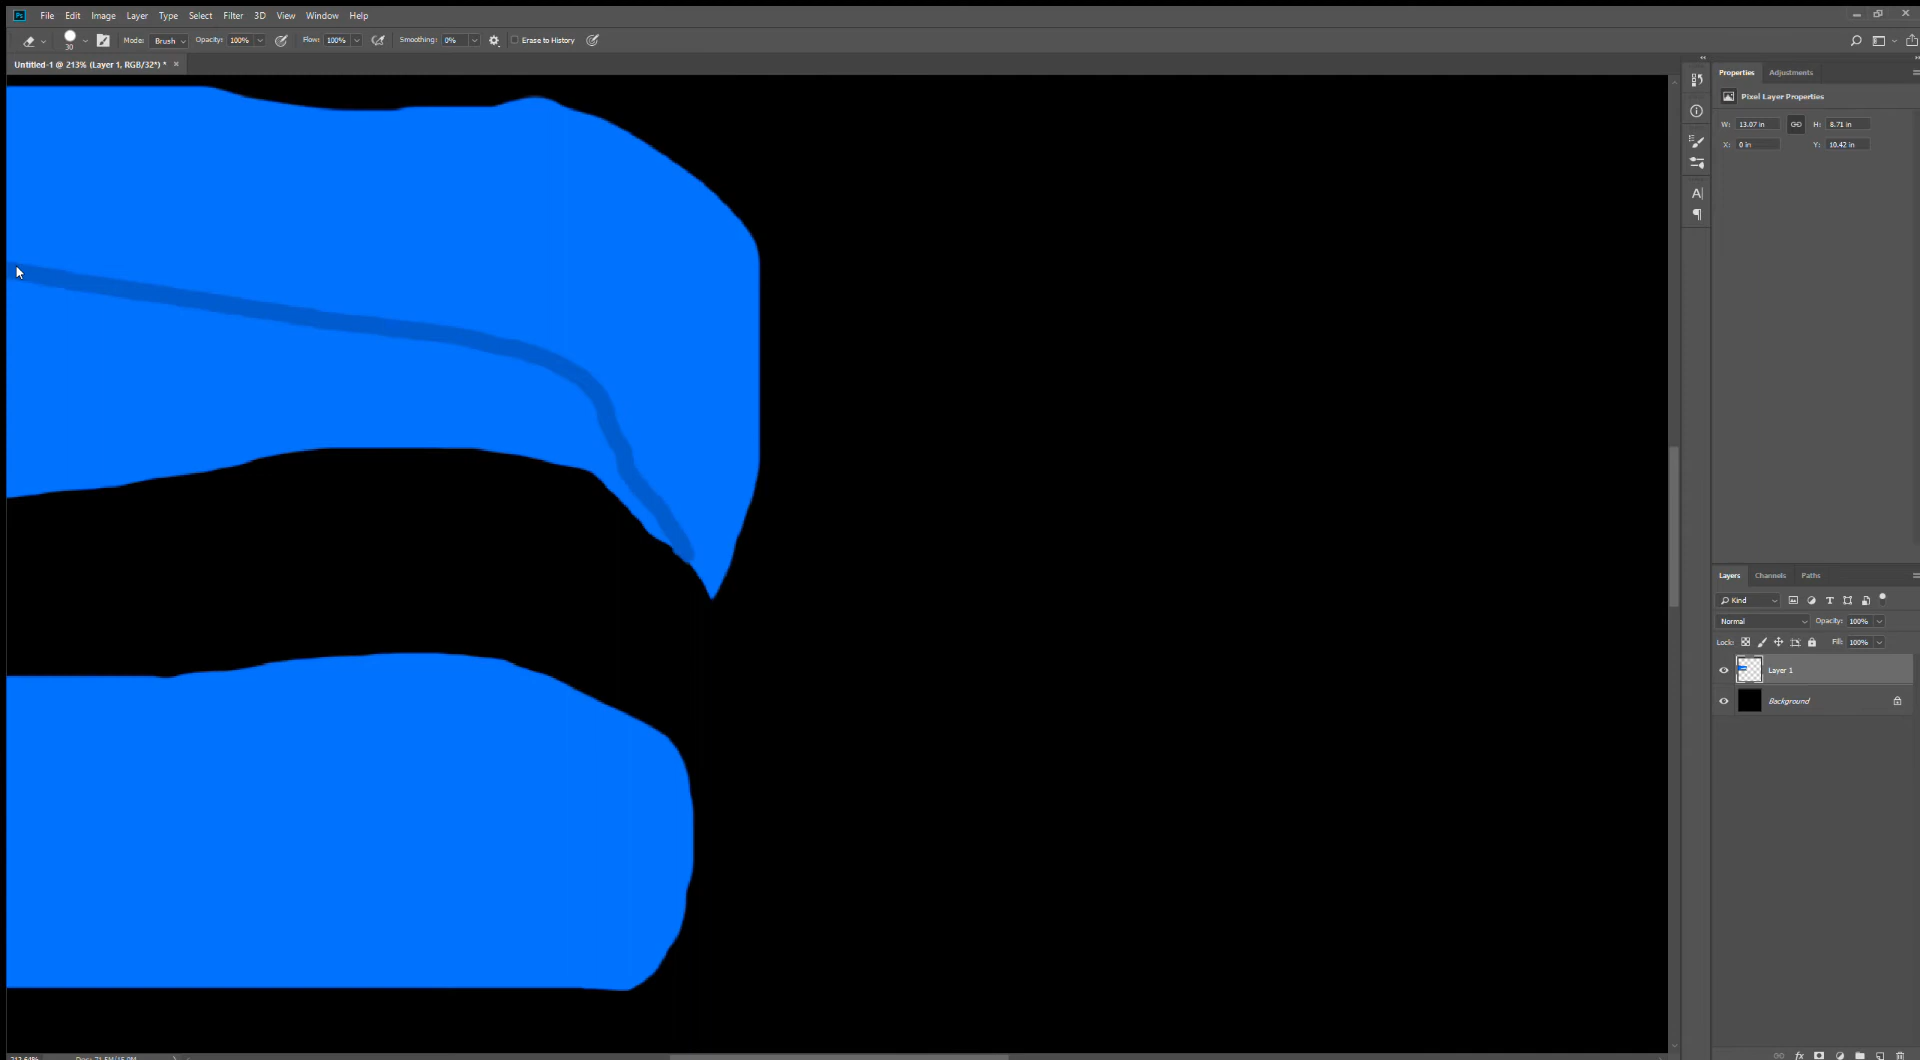 Ps File Edit Image Layer Type Select Filter 3D View Window Help
30 Mode: Brush Opacity: 100% Flow: 100% Smoothing: 0% Erase to History
Untitled-1 @ 213% (Layer 1, RGB/32*) * ×
Properties Adjustments
Pixel Layer Properties
W: 13.07 in H: 8.71 in
X: 0 in Y: 10.42 in
Layers Channels Paths
Kind
Normal Opacity: 100%
Lock: Fill: 100%
Layer 1
Background
fx